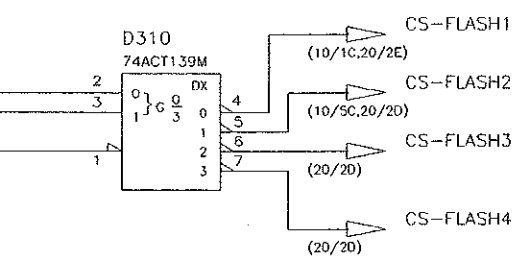 D310
74ACT139M
DX
2
3
1
0
1
} G 0/3
0
1
2
3
4
5
6
7
CS-FLASH1
(10/1C,20/2E)
CS-FLASH2
(10/5C,20/2D)
CS-FLASH3
(20/2D)
CS-FLASH4
(20/2D)